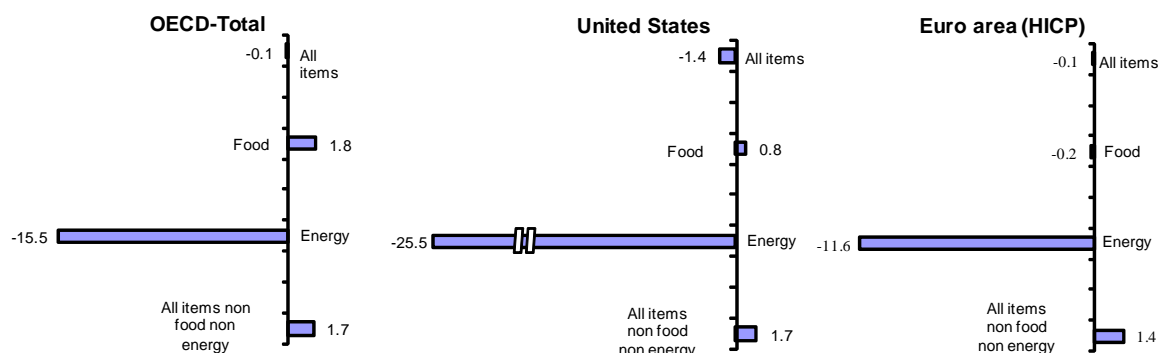 OECD-Total
-0.1
All
items
Food
1.8
-15.5
Energy
All items non
food non
energy
1.7
United States
-1.4
All items
Food
0.8
-25.5
Energy
All items
non food
non energy
1.7
Euro area (HICP)
-0.1
All items
-0.2
Food
-11.6
Energy
All items
non food
non energy
1.4